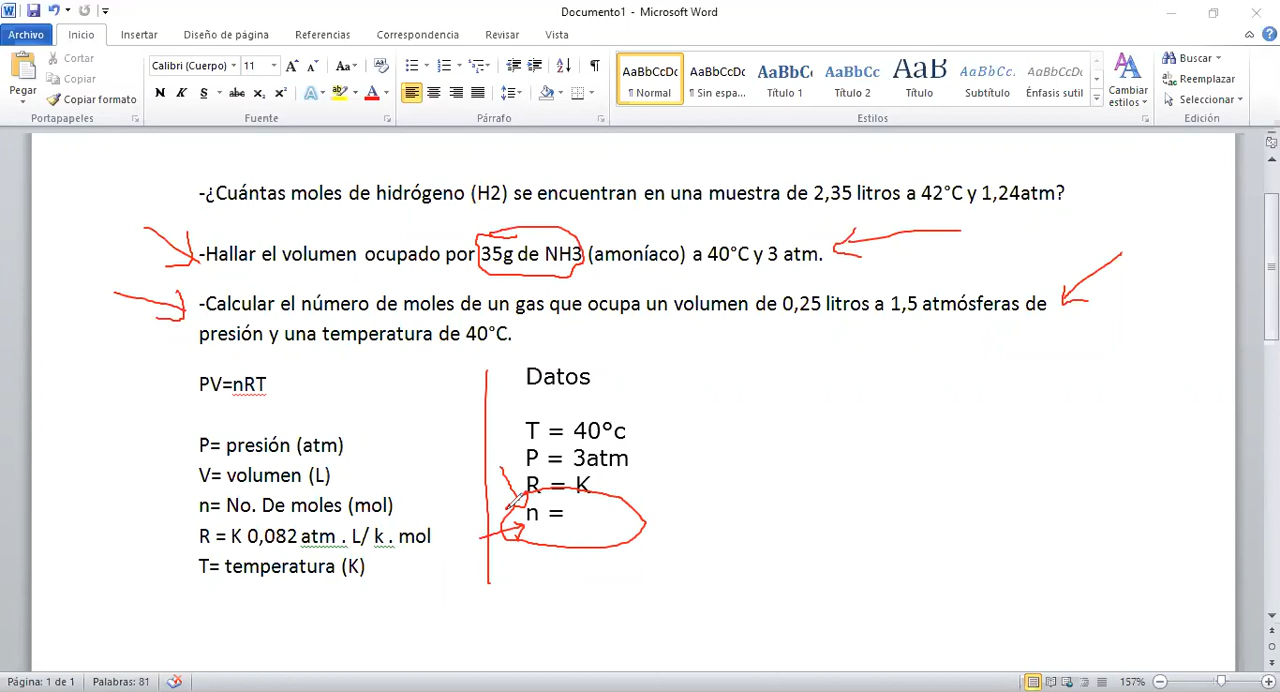 Documento1 - Microsoft Word
Archivo Inicio Insertar Diseño de página Referencias Correspondencia Revisar Vista
Pegar
Cortar
Copiar
Copiar formato
Portapapeles
Calibri (Cuerpo) 11
Fuente
Párrafo
AaBbCcDc AaBbCcDc AaBbC AaBbCc AaB AaBbCc. AaBbCcDc
¶ Normal ¶ Sin espa... Título 1 Título 2 Título Subtítulo Énfasis sutil
Cambiar estilos
Estilos
Buscar
Reemplazar
Seleccionar
Edición
-¿Cuántas moles de hidrógeno (H2) se encuentran en una muestra de 2,35 litros a 42°C y 1,24atm?
-Hallar el volumen ocupado por 35g de NH3 (amoníaco) a 40°C y 3 atm.
-Calcular el número de moles de un gas que ocupa un volumen de 0,25 litros a 1,5 atmósferas de
presión y una temperatura de 40°C.
PV=nRT
P= presión (atm)
V= volumen (L)
n= No. De moles (mol)
R = K 0,082 atm . L/ k . mol
T= temperatura (K)
Datos
T = 40°c
P = 3atm
R = K
n =
Página: 1 de 1 Palabras: 81 157%